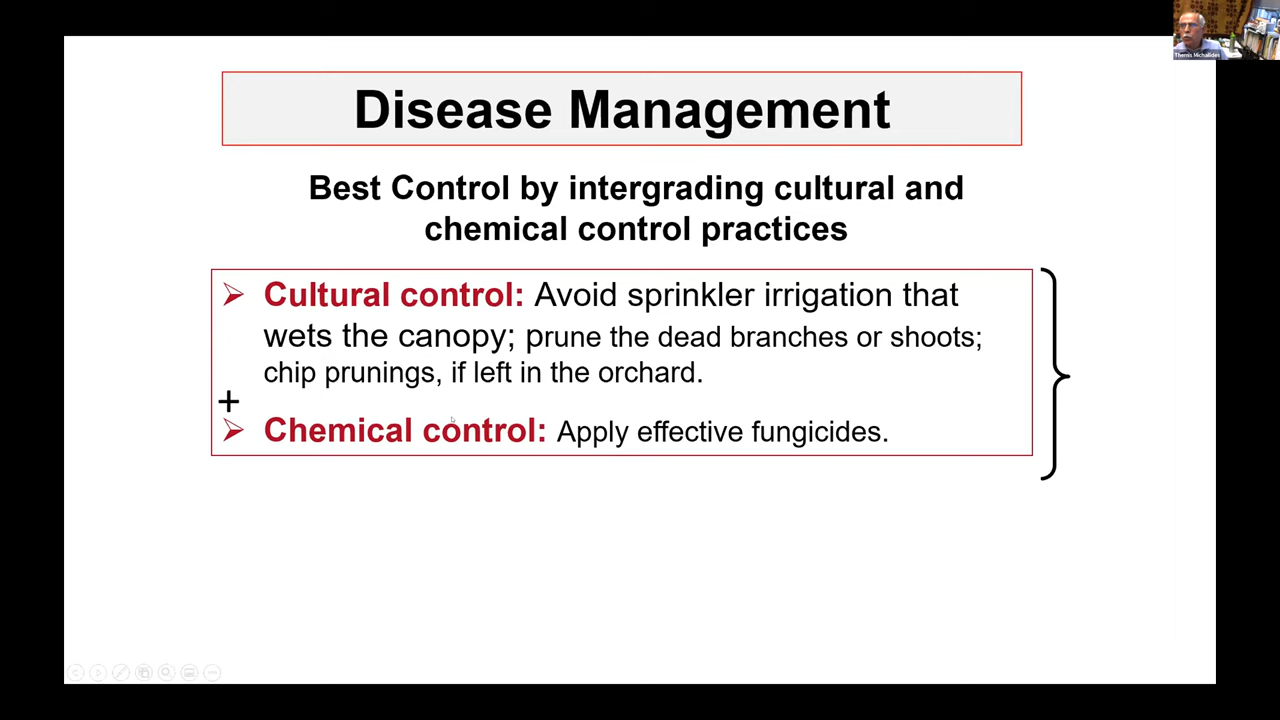 Themis Michailides
Disease Management
Best Control by intergrading cultural and
chemical control practices
➢ Cultural control: Avoid sprinkler irrigation that
wets the canopy; prune the dead branches or shoots;
chip prunings, if left in the orchard.
+
➢ Chemical control: Apply effective fungicides.